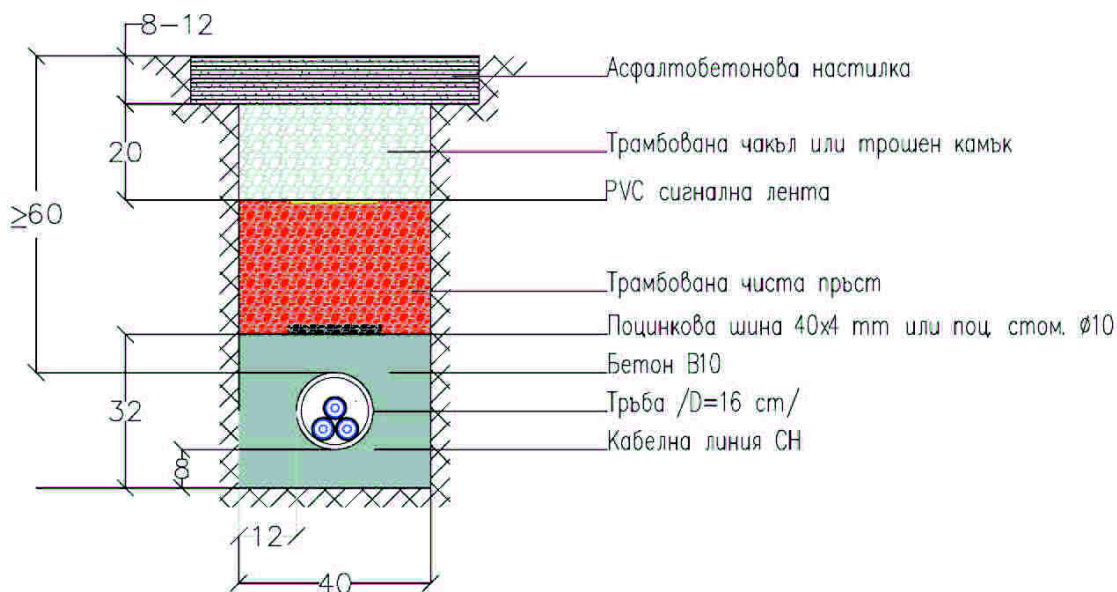 8-12
Асфалтобетонова настилка
20
Трамбована чакъл или трошен камък
PVC сигнална лента
≥60
Трамбована чиста пръст
Поцинкова шина 40x4 mm или поц. стом. ϕ10
Бетон B10
32
Тръба /D=16 cm/
Кабелна линия СН
8
12
40